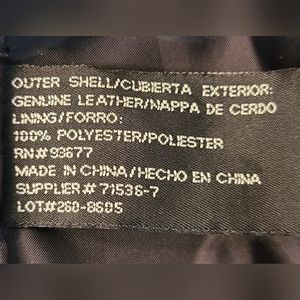 OUTER SHELL/CUBIERTA EXTERIOR:
GENUINE LEATHER/NAPPA DE CERDO
LINING/FORRO:
100% POLYESTER/POLIESTER
RN#93677
MADE IN CHINA/HECHO EN CHINA
SUPPLIER#71536-7
LOT#260-8605